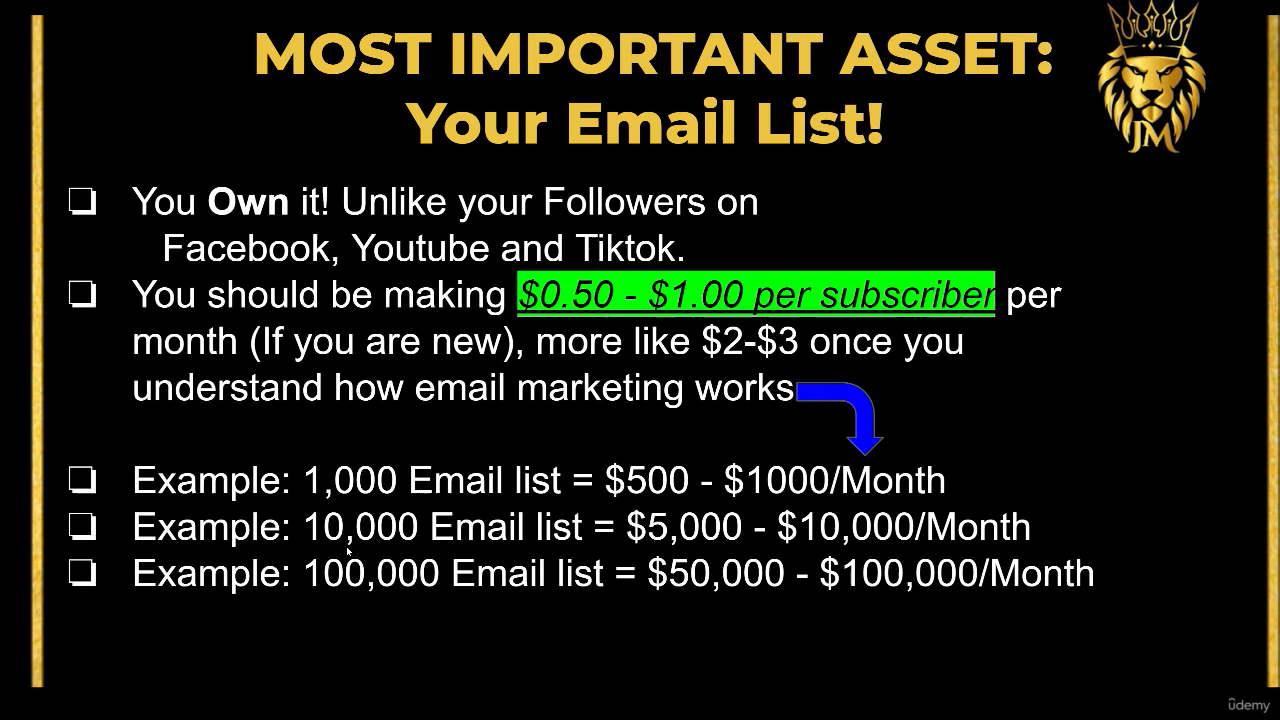 MOST IMPORTANT ASSET:
Your Email List!
JM
You Own it! Unlike your Followers on
Facebook, Youtube and Tiktok.
You should be making $0.50 - $1.00 per subscriber per
month (If you are new), more like $2-$3 once you
understand how email marketing works
Example: 1,000 Email list = $500 - $1000/Month
Example: 10,000 Email list = $5,000 - $10,000/Month
Example: 100,000 Email list = $50,000 - $100,000/Month
ûdemy